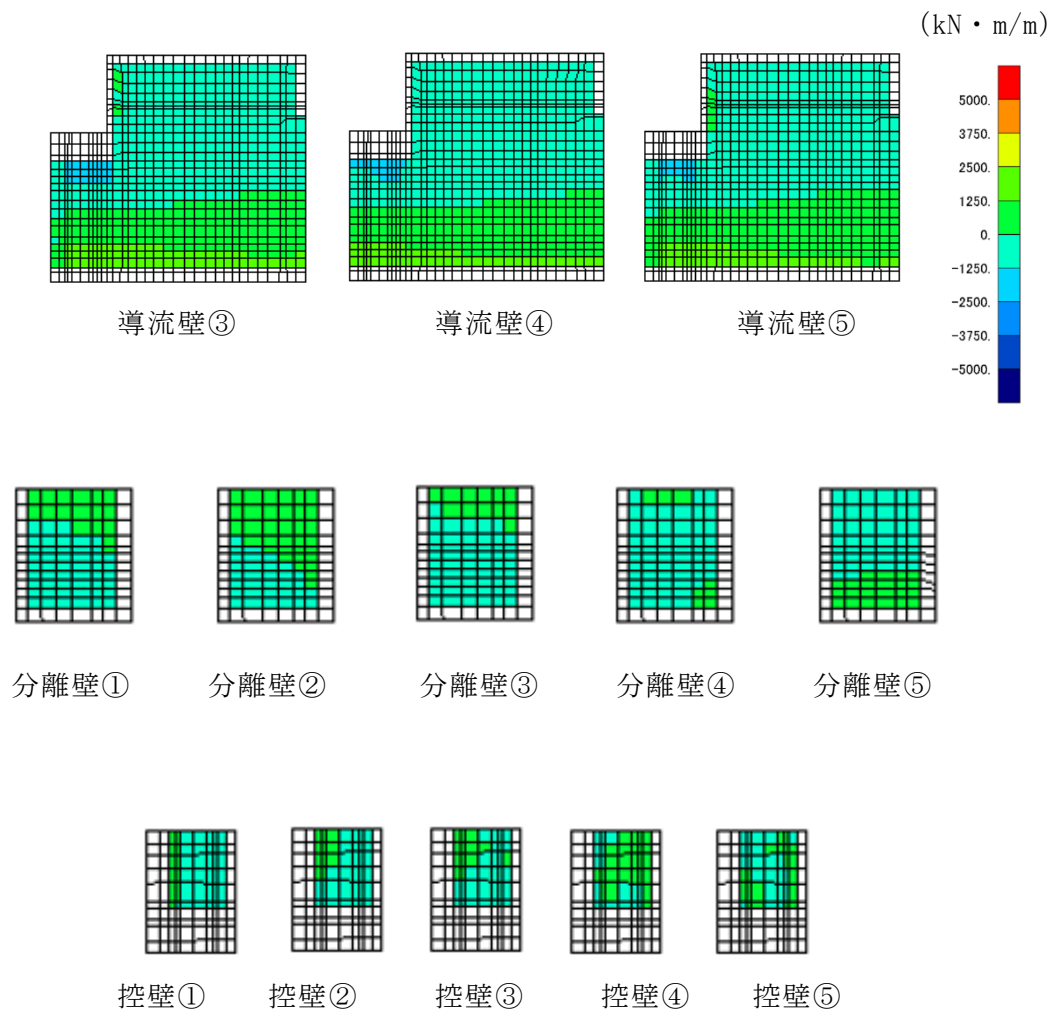 (kN・m/m)
5000.
3750.
2500.
1250.
0.
-1250.
-2500.
-3750.
-5000.
導流壁③ 導流壁④ 導流壁⑤
分離壁① 分離壁② 分離壁③ 分離壁④ 分離壁⑤
控壁① 控壁② 控壁③ 控壁④ 控壁⑤